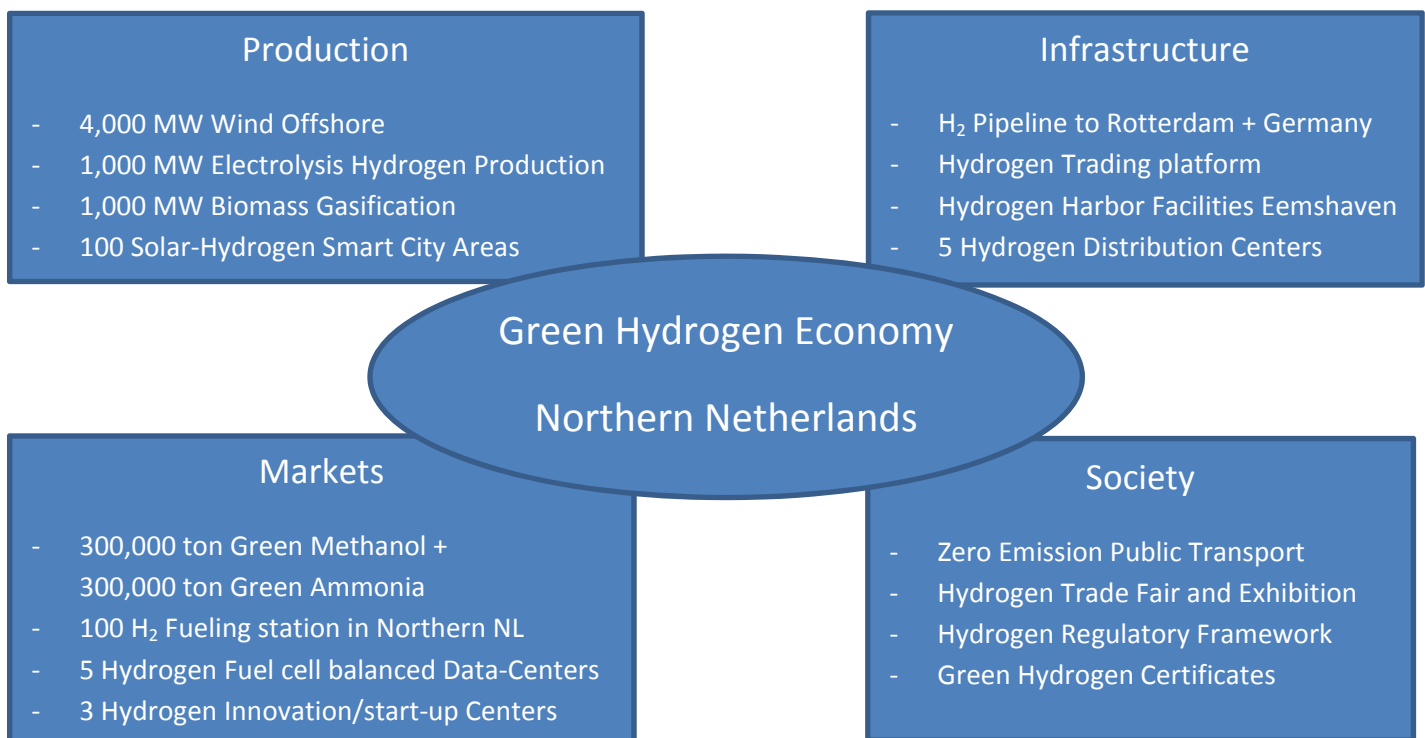 Production
- 4,000 MW Wind Offshore
- 1,000 MW Electrolysis Hydrogen Production
- 1,000 MW Biomass Gasification
- 100 Solar-Hydrogen Smart City Areas
Infrastructure
- H₂ Pipeline to Rotterdam + Germany
- Hydrogen Trading platform
- Hydrogen Harbor Facilities Eemshaven
- 5 Hydrogen Distribution Centers
Green Hydrogen Economy
Northern Netherlands
Markets
- 300,000 ton Green Methanol +
300,000 ton Green Ammonia
- 100 H₂ Fueling station in Northern NL
- 5 Hydrogen Fuel cell balanced Data-Centers
- 3 Hydrogen Innovation/start-up Centers
Society
- Zero Emission Public Transport
- Hydrogen Trade Fair and Exhibition
- Hydrogen Regulatory Framework
- Green Hydrogen Certificates